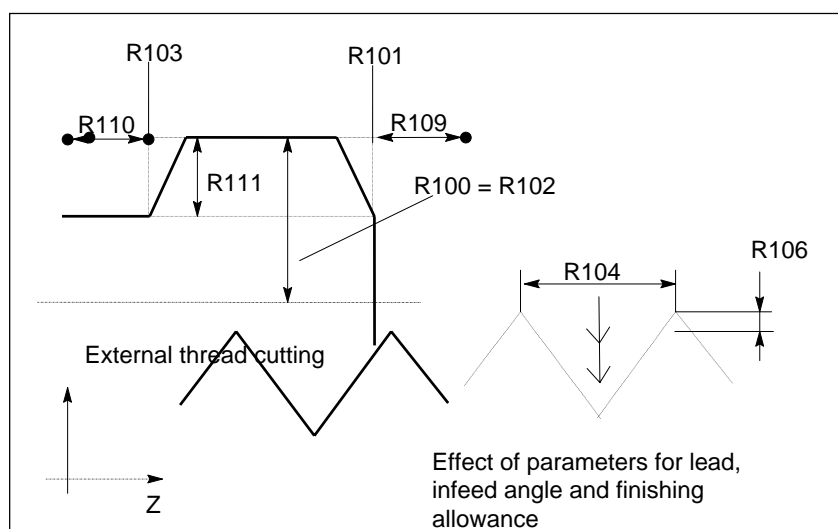 R103
R101
R110
R109
R111
R100 = R102
R106
R104
External thread cutting
Z
Effect of parameters for lead,
infeed angle and finishing
allowance